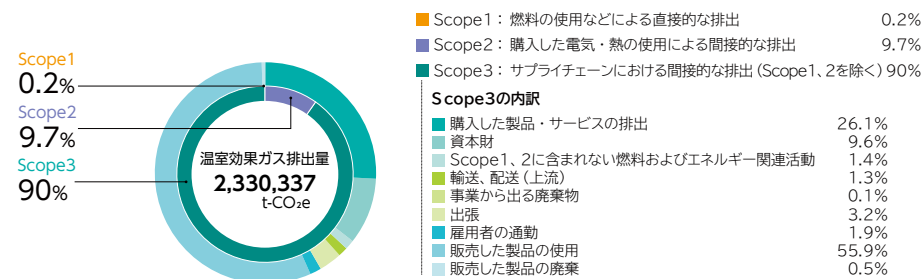 Scope1
0.2%
Scope2
9.7%
Scope3
90%
温室効果ガス排出量
2,330,337
t-CO₂e
Scope1：燃料の使用などによる直接的な排出 0.2%
Scope2：購入した電気・熱の使用による間接的な排出 9.7%
Scope3：サプライチェーンにおける間接的な排出（Scope1、2を除く）90%
Scope3の内訳
購入した製品・サービスの排出 26.1%
資本財 9.6%
Scope1、2に含まれない燃料およびエネルギー関連活動 1.4%
輸送、配送（上流） 1.3%
事業から出る廃棄物 0.1%
出張 3.2%
雇用者の通勤 1.9%
販売した製品の使用 55.9%
販売した製品の廃棄 0.5%